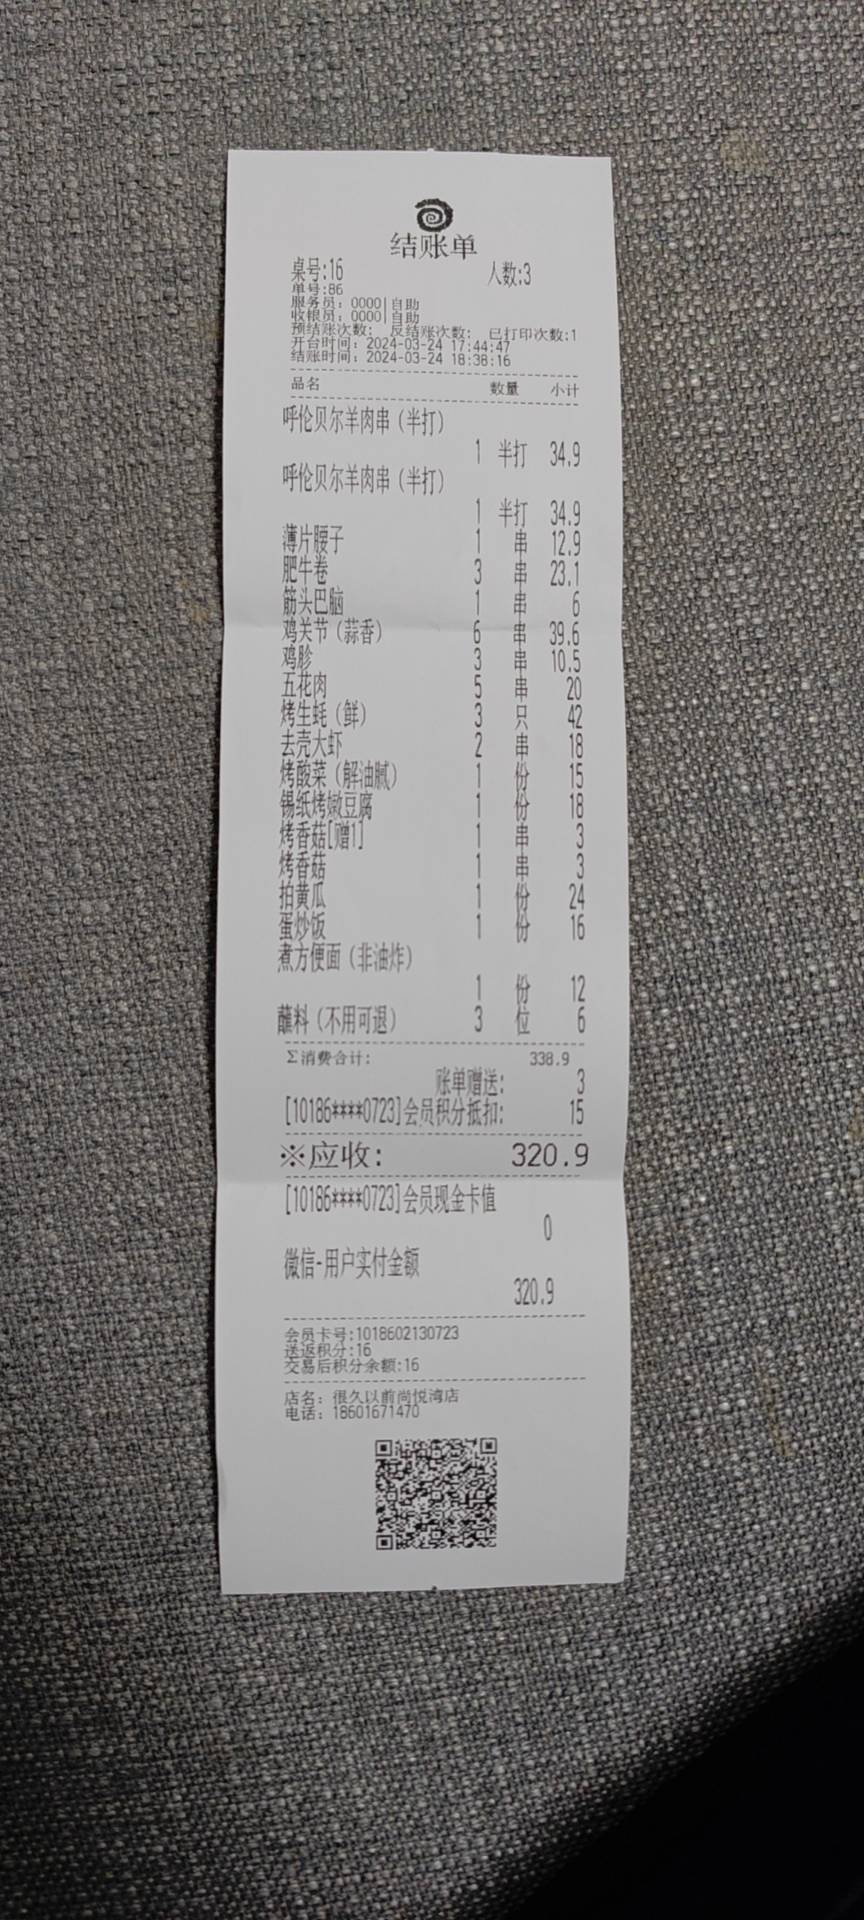 结账单
桌号:16 人数:3
单号:86
服务员: 0000|自助
收银员: 0000|自助
预结账次数: 反结账次数: 已打印次数:1
开台时间: 2024-03-24 17:44:47
结账时间: 2024-03-24 18:38:16
品名 数量 小计
呼伦贝尔羊肉串(半打)
1 半打 34.9
呼伦贝尔羊肉串(半打)
1 半打 34.9
薄片腰子 1 串 12.9
肥牛卷 3 串 23.1
筋头巴脑 1 串 6
鸡关节(蒜香) 6 串 39.6
鸡胗 3 串 10.5
五花肉 5 串 20
烤生蚝(鲜) 3 只 42
去壳大虾 2 串 18
烤酸菜(解油腻) 1 份 15
锡纸烤嫩豆腐 1 份 18
烤香菇[赠1] 1 串 3
烤香菇 1 串 3
拍黄瓜 1 份 24
蛋炒饭 1 份 16
煮方便面(非油炸)
1 份 12
蘸料(不用可退) 3 位 6
Σ消费合计: 338.9
账单赠送: 3
[10186****0723]会员积分抵扣: 15
※应收: 320.9
[10186****0723]会员现金卡值
0
微信-用户实付金额
320.9
会员卡号:1018602130723
送返积分:16
交易后积分余额:16
店名: 很久以前尚悦湾店
电话: 18601671470